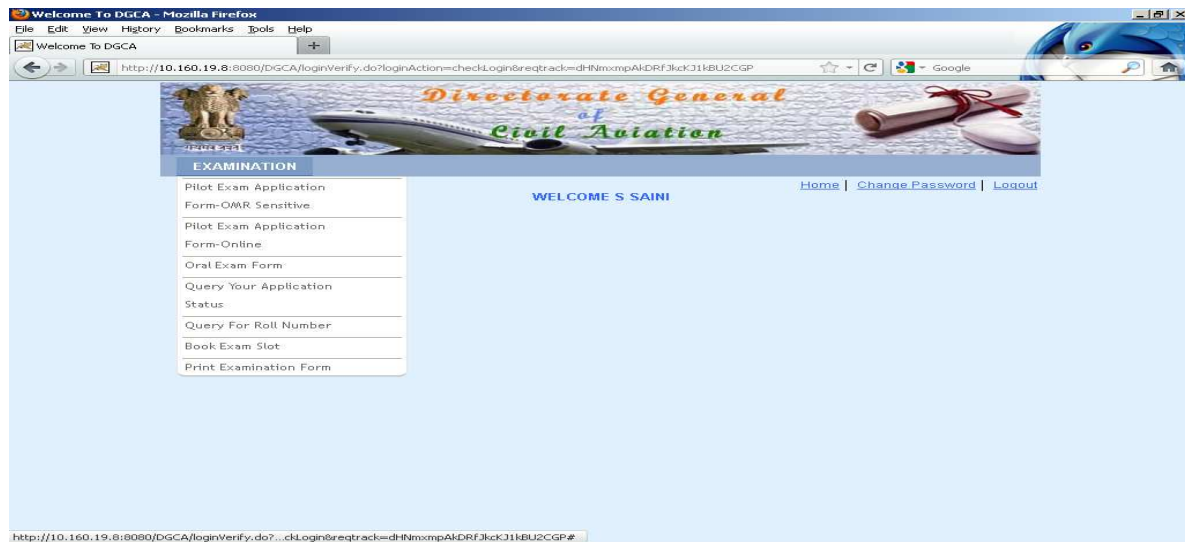 Welcome To DGCA - Mozilla Firefox
File Edit View History Bookmarks Tools Help
Welcome To DGCA
http://10.160.19.8:8080/DGCA/loginVerify.do?loginAction=checkLogin&reqtrack=dHNmxmpAkDRfJkcKJ1kBU2CGP
Google
Directorate General
of
Civil Aviation
EXAMINATION
Home | Change Password | Logout
WELCOME S SAINI
Pilot Exam Application
Form-OMR Sensitive
Pilot Exam Application
Form-Online
Oral Exam Form
Query Your Application
Status
Query For Roll Number
Book Exam Slot
Print Examination Form
http://10.160.19.8:8080/DGCA/loginVerify.do?...ckLogin&reqtrack=dHNmxmpAkDRfJkcKJ1kBU2CGP#